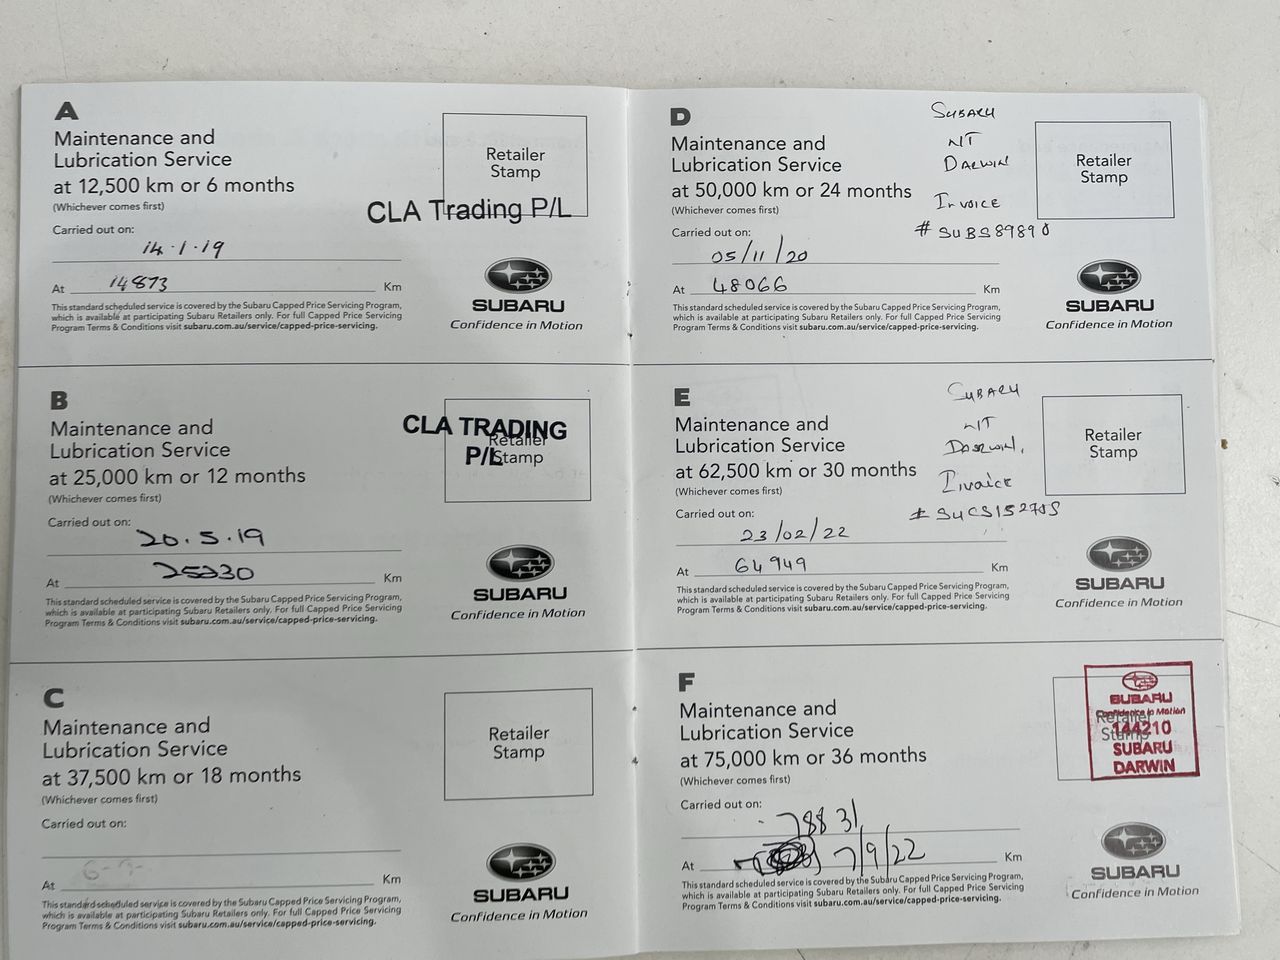 A
Maintenance and
Lubrication Service
at 12,500 km or 6 months
(Whichever comes first)
Carried out on:
14.1.19
At 14873 Km
This standard scheduled service is covered by the Subaru Capped Price Servicing Program,
which is available at participating Subaru Retailers only. For full Capped Price Servicing
Program Terms & Conditions visit subaru.com.au/service/capped-price-servicing.
Retailer
Stamp
CLA Trading P/L
SUBARU
Confidence in Motion
B
Maintenance and
Lubrication Service
at 25,000 km or 12 months
(Whichever comes first)
Carried out on:
20.5.19
At Km
This standard scheduled service is covered by the Subaru Capped Price Servicing Program,
which is available at participating Subaru Retailers only. For full Capped Price Servicing
Program Terms & Conditions visit subaru.com.au/service/capped-price-servicing.
CLA TRADING
P/L
Retailer
Stamp
SUBARU
Confidence in Motion
C
Maintenance and
Lubrication Service
at 37,500 km or 18 months
(Whichever comes first)
Carried out on:
At Km
This standard scheduled service is covered by the Subaru Capped Price Servicing Program,
which is available at participating Subaru Retailers only. For full Capped Price Servicing
Program Terms & Conditions visit subaru.com.au/service/capped-price-servicing.
Retailer
Stamp
SUBARU
Confidence in Motion
D
Maintenance and
Lubrication Service
at 50,000 km or 24 months
(Whichever comes first)
Carried out on:
05/11/20
At 48066 Km
This standard scheduled service is covered by the Subaru Capped Price Servicing Program,
which is available at participating Subaru Retailers only. For full Capped Price Servicing
Program Terms & Conditions visit subaru.com.au/service/capped-price-servicing.
SUBARU
NT
DARWIN
Invoice
# SUBS89890
Retailer
Stamp
SUBARU
Confidence in Motion
E
Maintenance and
Lubrication Service
at 62,500 km or 30 months
(Whichever comes first)
Carried out on:
23/02/22
At 64949 Km
This standard scheduled service is covered by the Subaru Capped Price Servicing Program,
which is available at participating Subaru Retailers only. For full Capped Price Servicing
Program Terms & Conditions visit subaru.com.au/service/capped-price-servicing.
SUBARU
NT
Darwin.
Invoice
Retailer
Stamp
SUBARU
Confidence in Motion
F
Maintenance and
Lubrication Service
at 75,000 km or 36 months
(Whichever comes first)
Carried out on:
78831
At 7/9/22 Km
This standard scheduled service is covered by the Subaru Capped Price Servicing Program,
which is available at participating Subaru Retailers only. For full Capped Price Servicing
Program Terms & Conditions visit subaru.com.au/service/capped-price-servicing.
Retailer
Stamp
SUBARU
Confidence in Motion
144210
SUBARU
DARWIN
SUBARU
Confidence in Motion